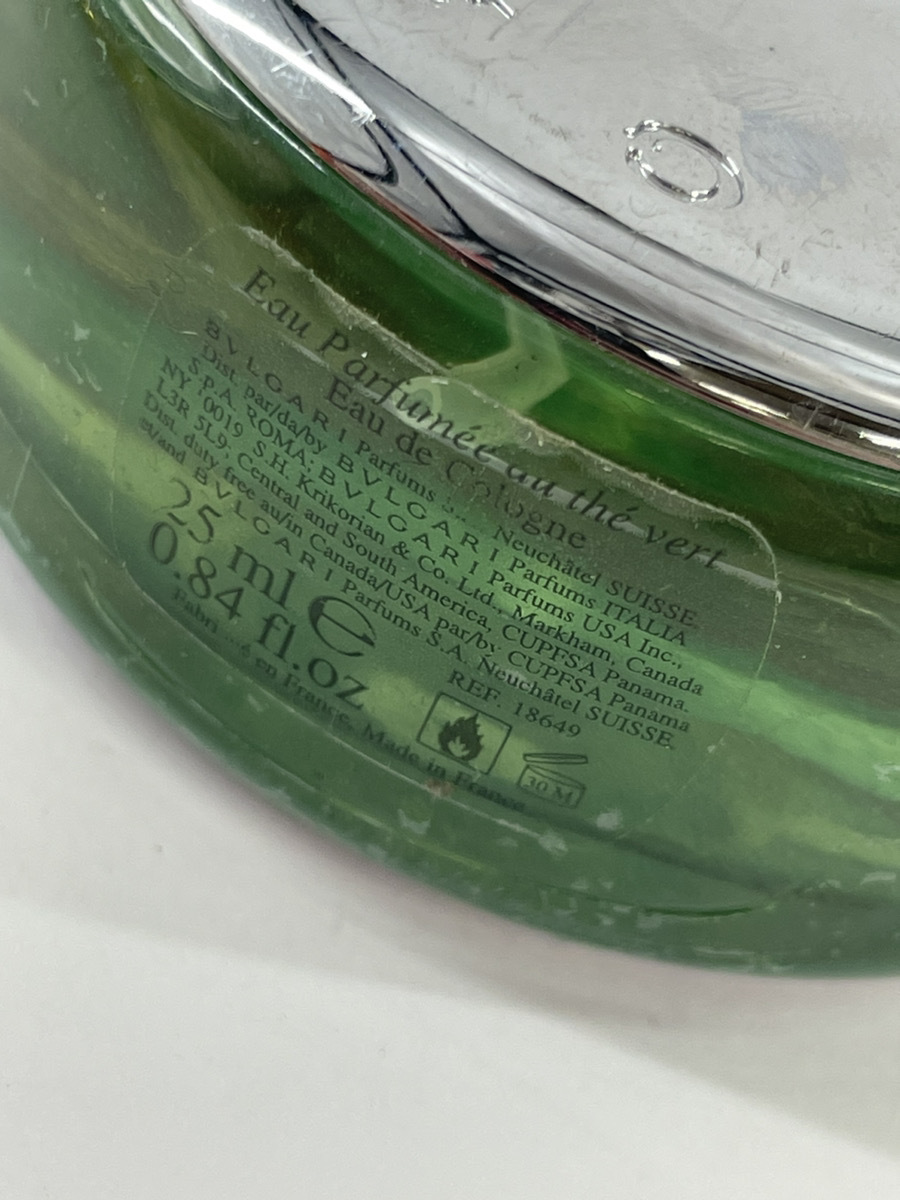 Eau Parfumée au thé vert
Eau de Cologne
BVLGARI Parfums Neuchâtel SUISSE.
Dist. par/da/by BVLGARI Parfums ITALIA
S.P.A. ROMA; BVLGARI Parfums USA Inc.,
NY 10019 S.H. Krikorian & Co. Ltd., Markham, Canada
L3R 5L9, Central and South America, CUPFSA Panama.
Dist. duty free au/in Canada/USA par/by CUPFSA Panama
et/and BVLGARI Parfums S.A. Neuchâtel SUISSE.
25 ml e
0.84 fl.oz
REF. 18649
30 M
en France. Made in France